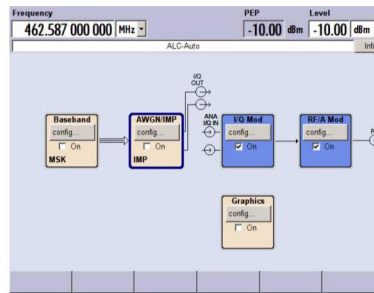 Frequency PEP Level
462.587 000 000 MHz -10.00 dBm -10.00 dBm
ALC-Auto Info
I/Q
OUT
Baseband AWGN/IMP ANA I/Q IN I/Q Mod RF/A Mod
config... config... config... config...
On On On On
MSK IMP
Graphics
config...
On